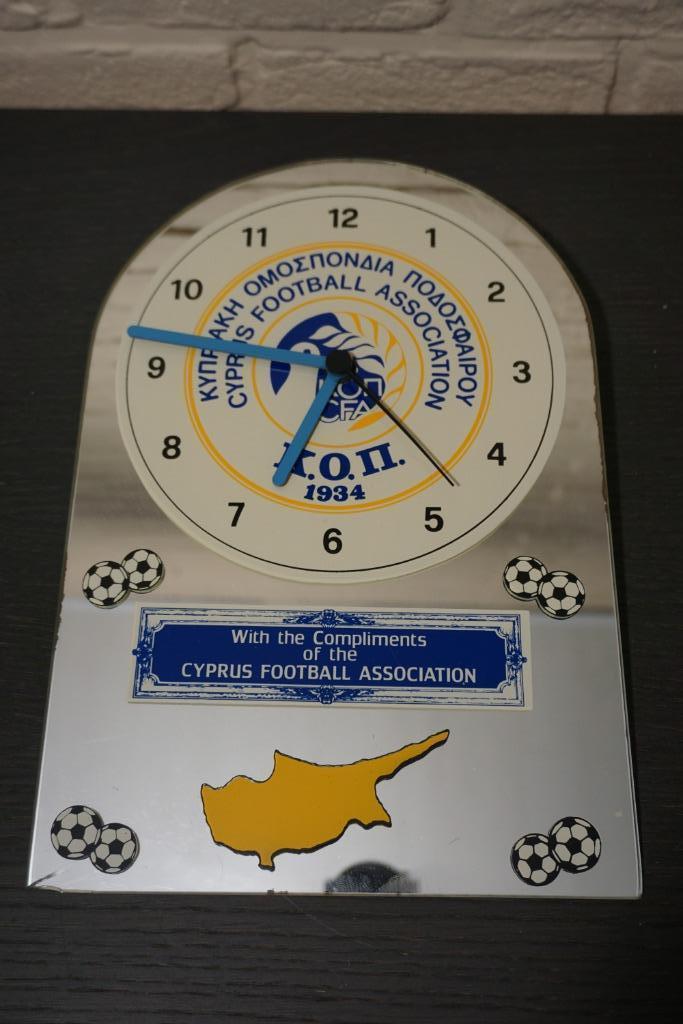 12
1
2
3
4
5
6
7
8
9
10
11
ΚΥΠΡΙΑΚΗ ΟΜΟΣΠΟΝΔΙΑ ΠΟΔΟΣΦΑΙΡΟΥ
CYPRUS FOOTBALL ASSOCIATION
ΚΟΠ
CFA
Κ.Ο.Π.
1934
With the Compliments
of the
CYPRUS FOOTBALL ASSOCIATION